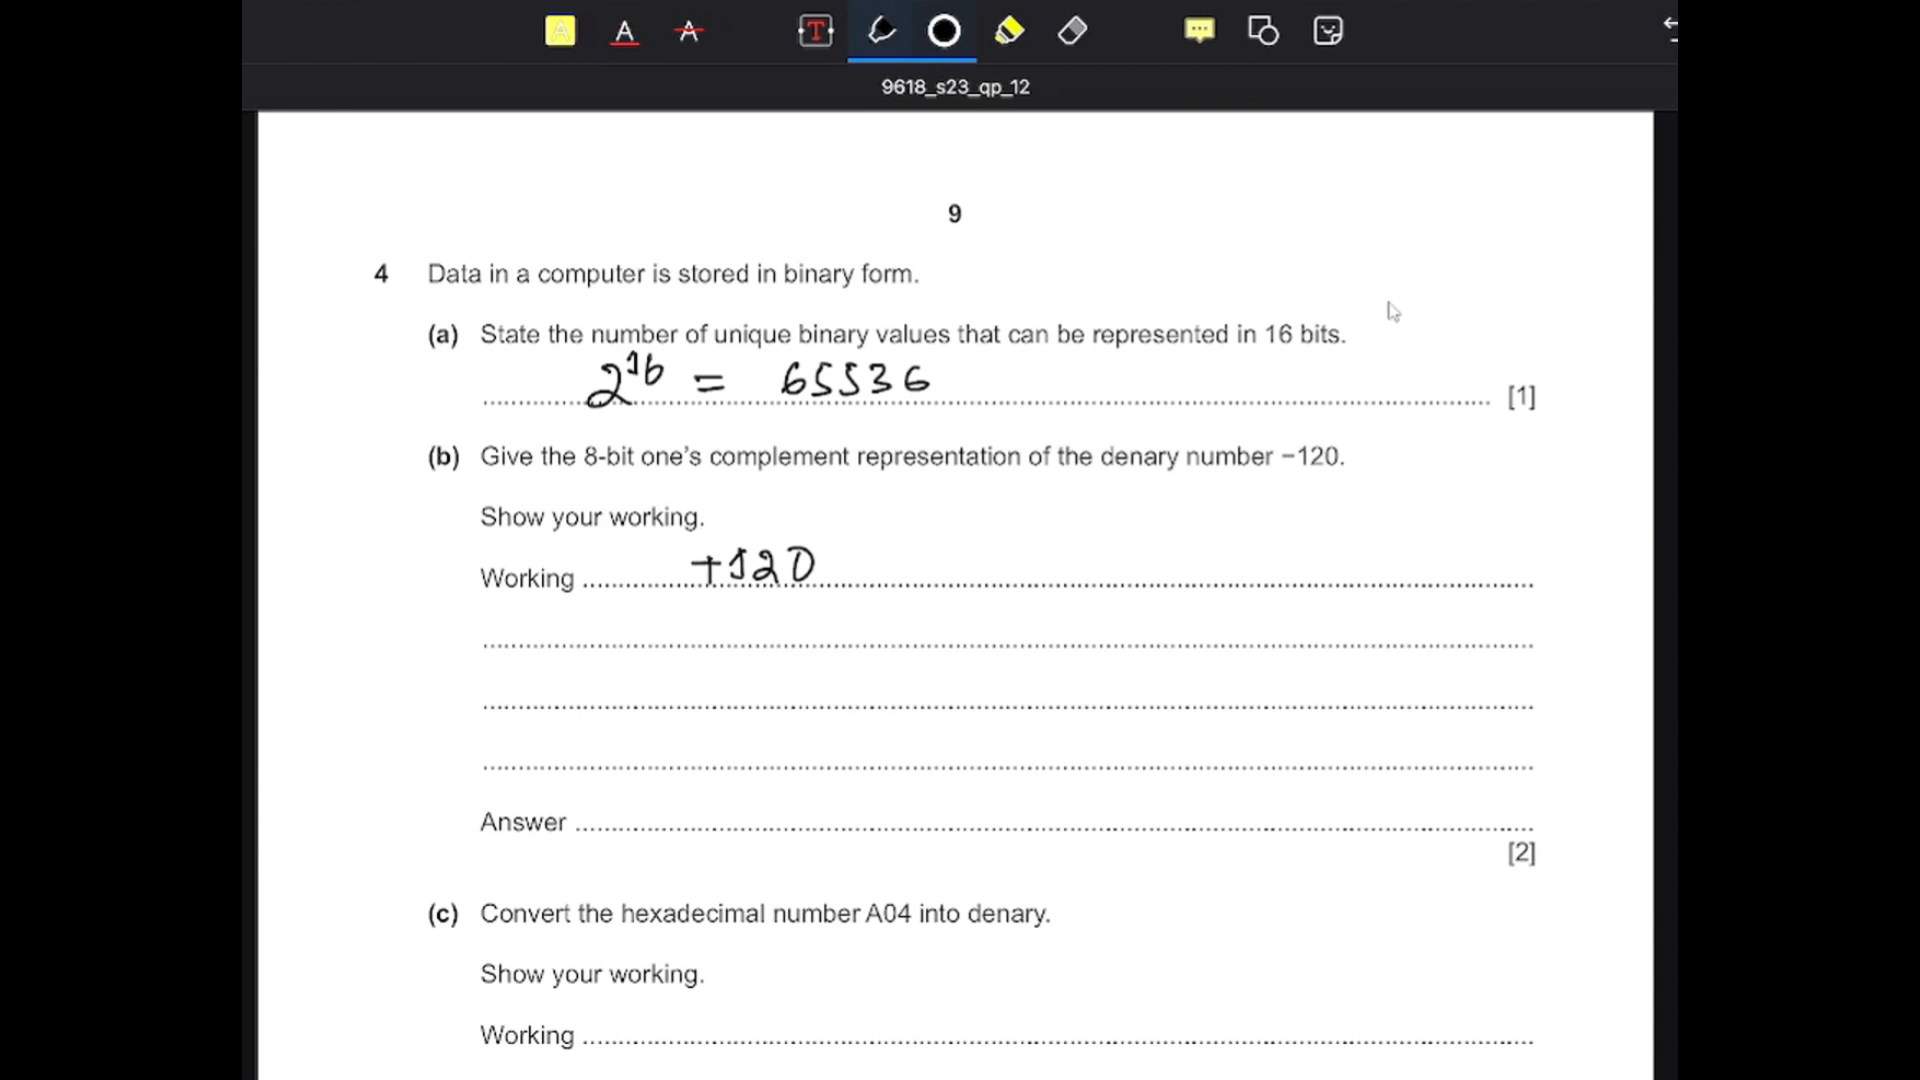 A A A T
9618_s23_qp_12
9
4 Data in a computer is stored in binary form.
(a) State the number of unique binary values that can be represented in 16 bits.
2^16 = 65536
[1]
(b) Give the 8-bit one’s complement representation of the denary number −120.
Show your working.
Working +120
Answer
[2]
(c) Convert the hexadecimal number A04 into denary.
Show your working.
Working